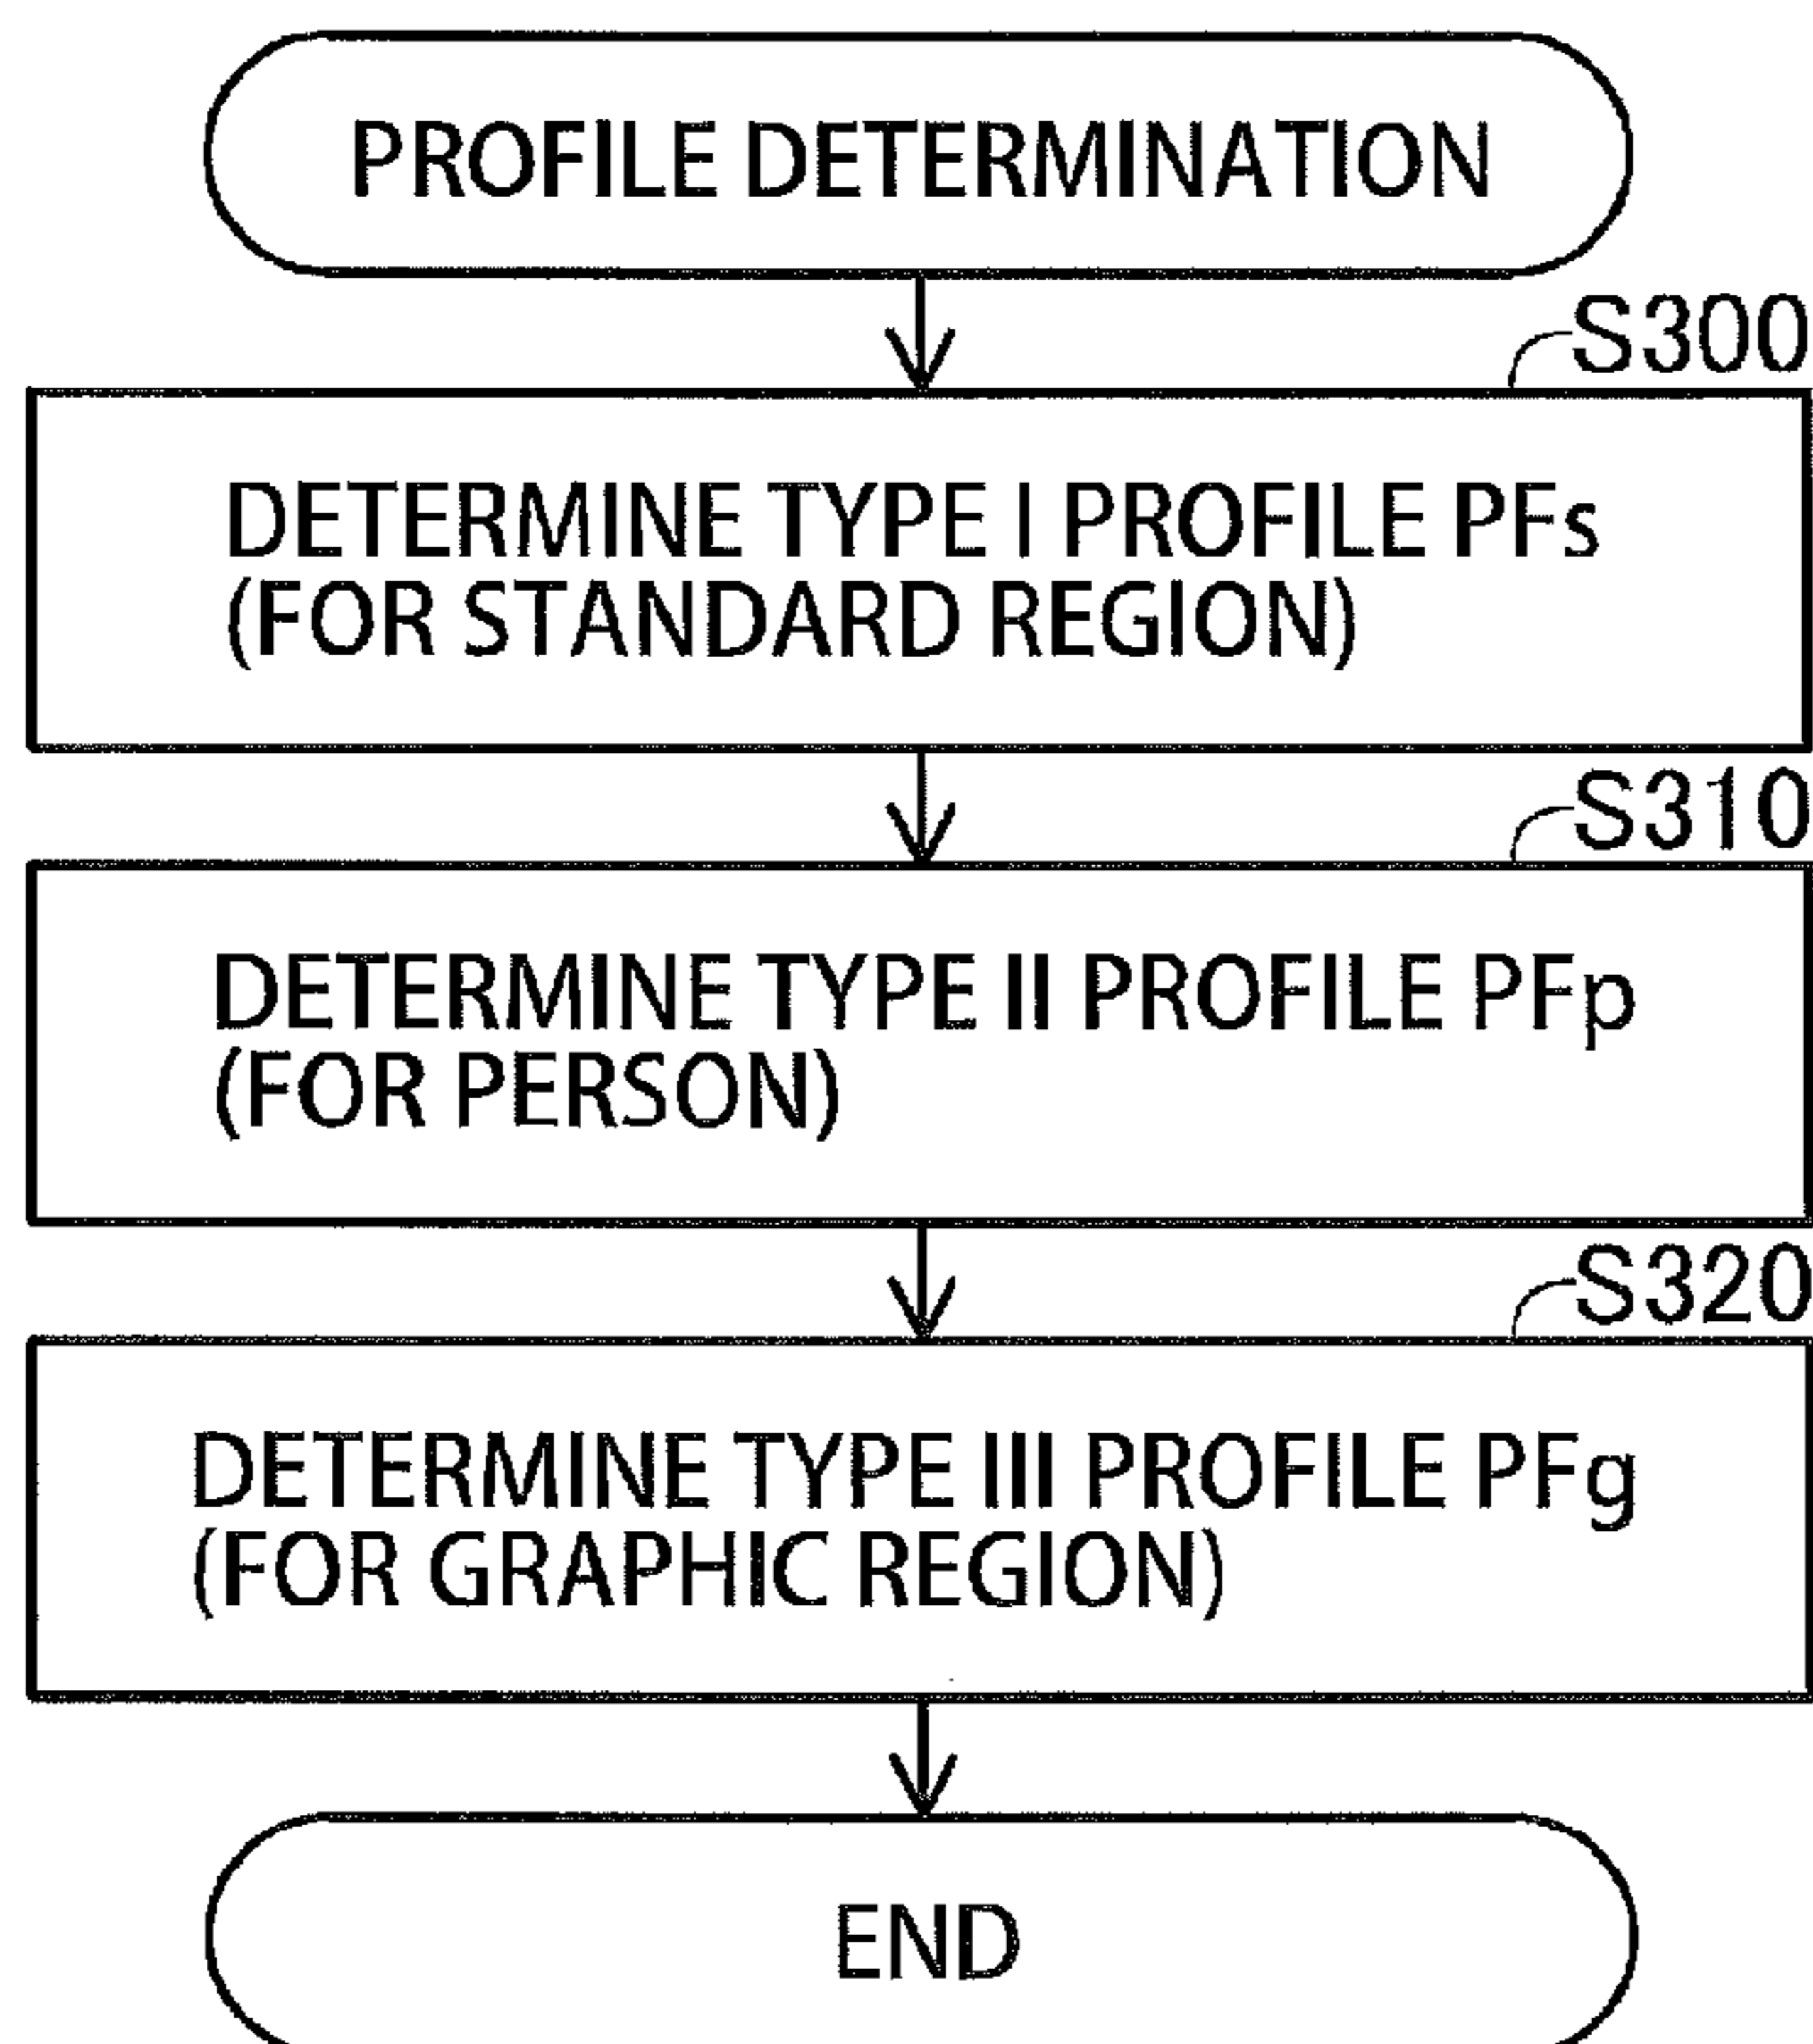 PROFILE DETERMINATION
S300
DETERMINE TYPE I PROFILE PFs
(FOR STANDARD REGION)
S310
DETERMINE TYPE II PROFILE PFp
(FOR PERSON)
S320
DETERMINE TYPE III PROFILE PFg
(FOR GRAPHIC REGION)
END